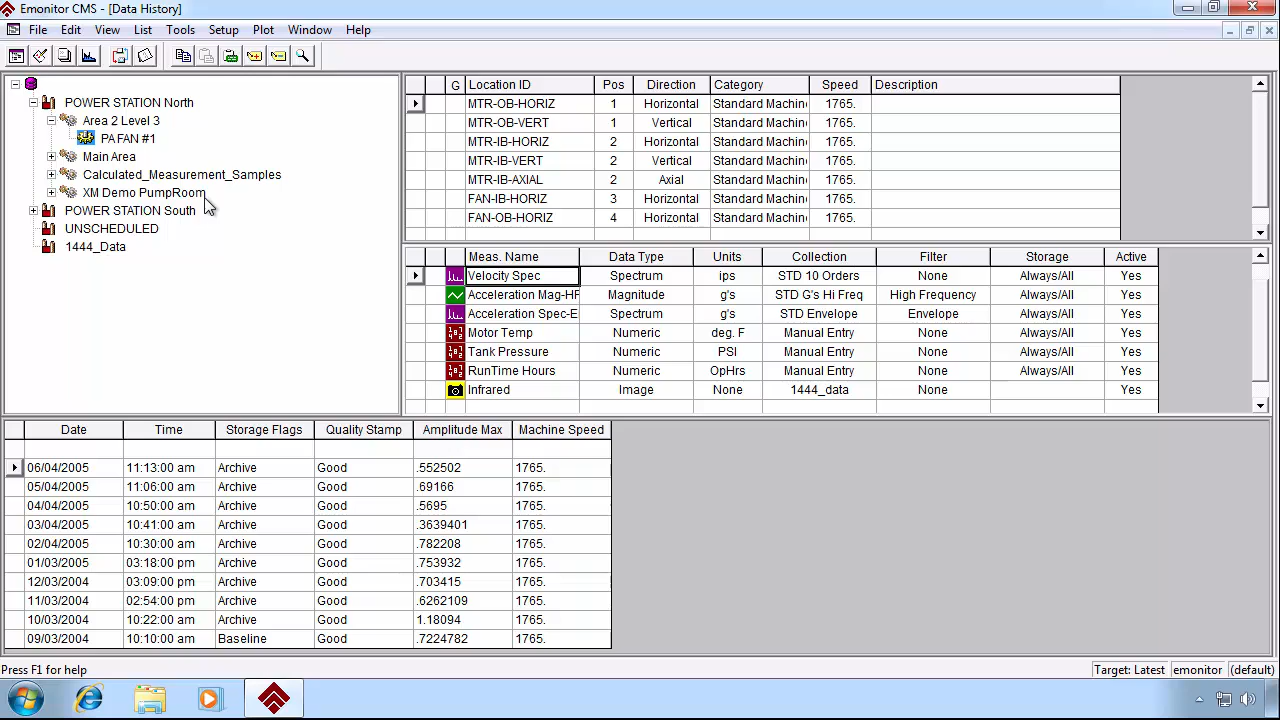 Emonitor CMS - [Data History]
File Edit View List Tools Setup Plot Window Help
POWER STATION North
Area 2 Level 3
PA FAN #1
Main Area
Calculated_Measurement_Samples
XM Demo PumpRoom
POWER STATION South
UNSCHEDULED
1444_Data
G Location ID Pos Direction Category Speed Description
MTR-OB-HORIZ 1 Horizontal Standard Machin 1765.
MTR-OB-VERT 1 Vertical Standard Machin 1765.
MTR-IB-HORIZ 2 Horizontal Standard Machin 1765.
MTR-IB-VERT 2 Vertical Standard Machin 1765.
MTR-IB-AXIAL 2 Axial Standard Machin 1765.
FAN-IB-HORIZ 3 Horizontal Standard Machin 1765.
FAN-OB-HORIZ 4 Horizontal Standard Machin 1765.
Meas. Name Data Type Units Collection Filter Storage Active
Velocity Spec Spectrum ips STD 10 Orders None Always/All Yes
Acceleration Mag-HF Magnitude g's STD G's Hi Freq High Frequency Always/All Yes
Acceleration Spec-E Spectrum g's STD Envelope Envelope Always/All Yes
Motor Temp Numeric deg. F Manual Entry None Always/All Yes
Tank Pressure Numeric PSI Manual Entry None Always/All Yes
RunTime Hours Numeric OpHrs Manual Entry None Always/All Yes
Infrared Image None 1444_data None Yes
Date Time Storage Flags Quality Stamp Amplitude Max Machine Speed
06/04/2005 11:13:00 am Archive Good .552502 1765.
05/04/2005 11:06:00 am Archive Good .69166 1765.
04/04/2005 10:50:00 am Archive Good .5695 1765.
03/04/2005 10:41:00 am Archive Good .3639401 1765.
02/04/2005 10:30:00 am Archive Good .782208 1765.
01/03/2005 03:18:00 pm Archive Good .753932 1765.
12/03/2004 03:09:00 pm Archive Good .703415 1765.
11/03/2004 02:54:00 pm Archive Good .6262109 1765.
10/03/2004 10:22:00 am Archive Good 1.18094 1765.
09/03/2004 10:10:00 am Baseline Good .7224782 1765.
Press F1 for help Target: Latest emonitor (default)